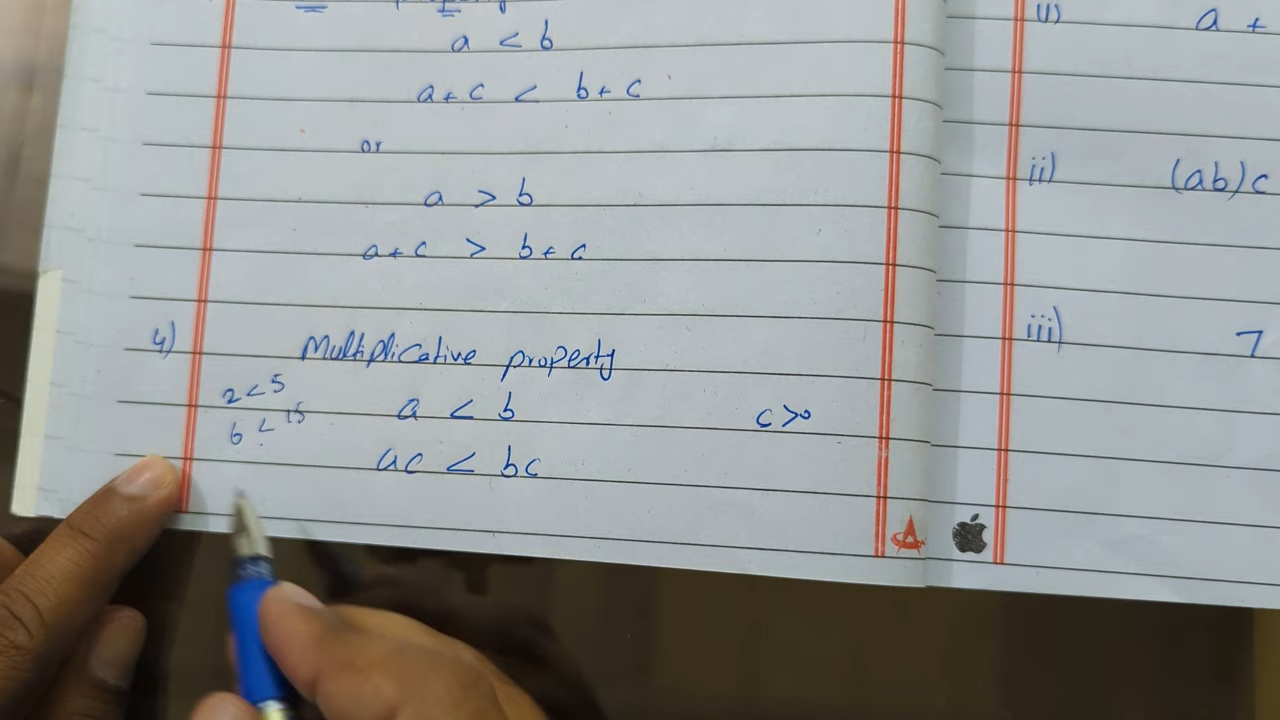 a < b
a + c < b + c
or
a > b
a + c > b + c
4) Multiplicative property
2 < 5
a < b c > 0
6 < 15
ac < bc
i) a +
ii) (ab)c
iii) 7